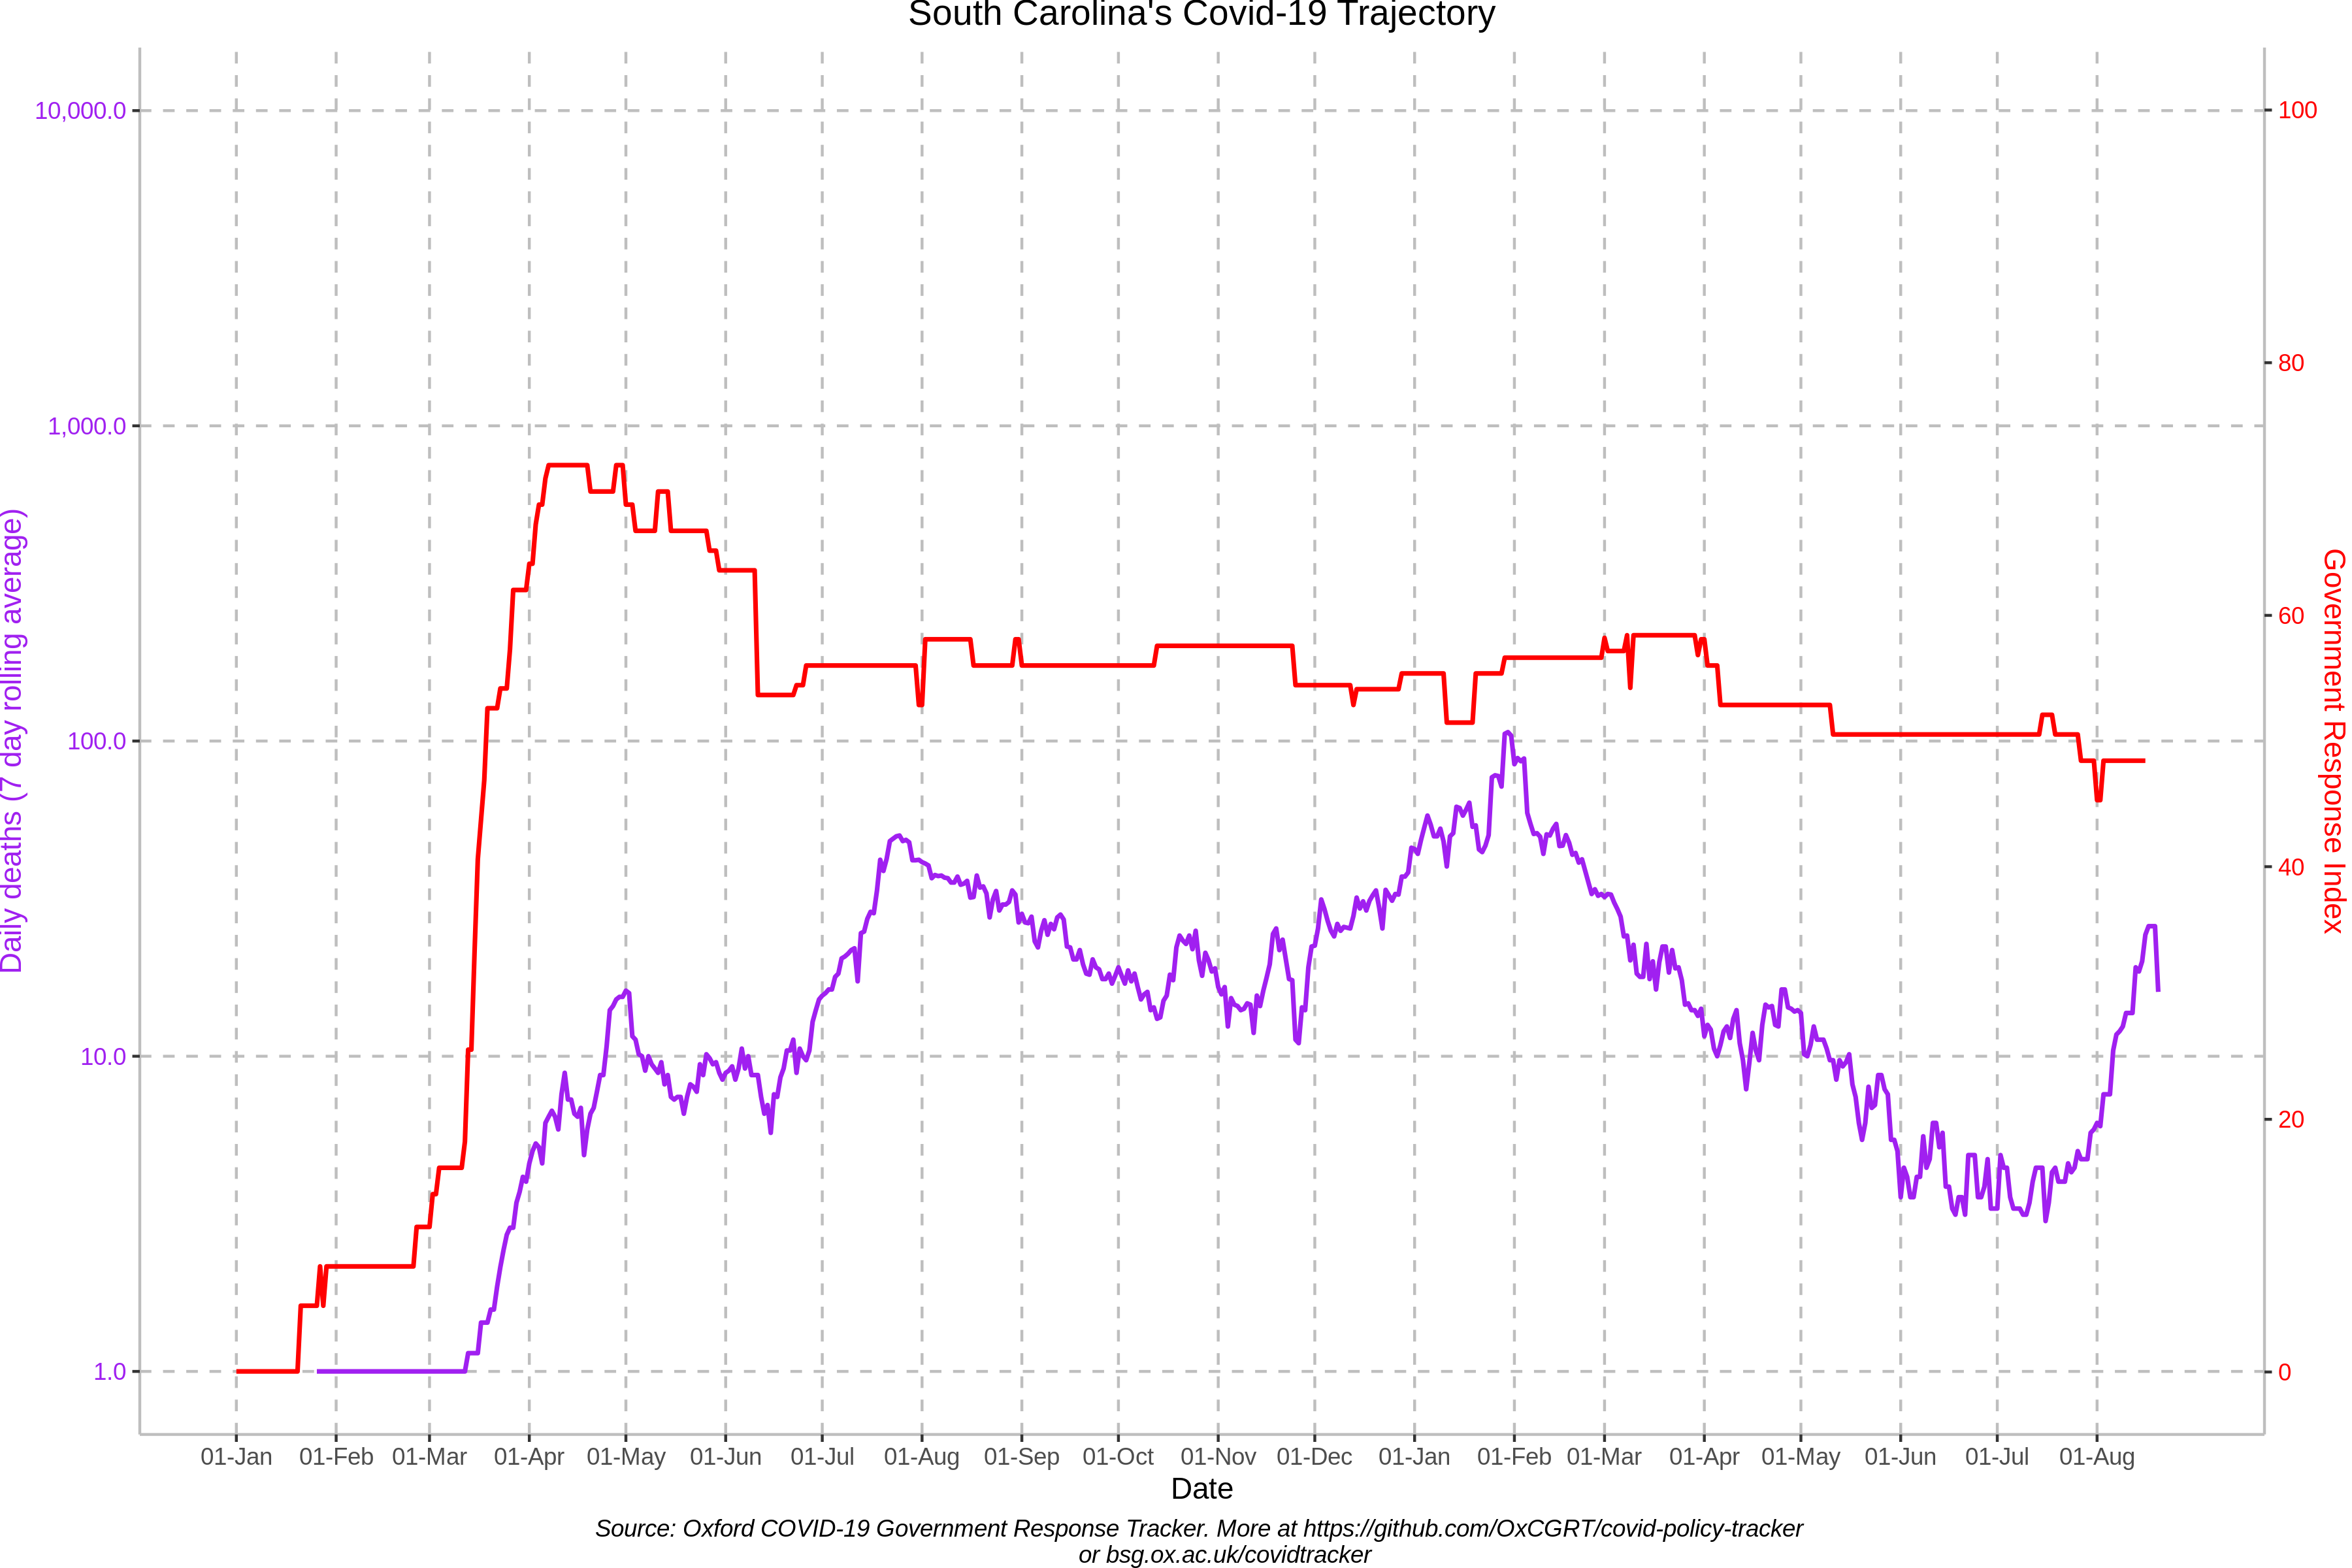 South Carolina's Covid-19 Trajectory
10,000.0
1,000.0
100.0
10.0
1.0
Daily deaths (7 day rolling average)
100
80
60
40
20
0
Government Response Index
01-Jan 01-Feb 01-Mar 01-Apr 01-May 01-Jun 01-Jul 01-Aug 01-Sep 01-Oct 01-Nov 01-Dec 01-Jan 01-Feb 01-Mar 01-Apr 01-May 01-Jun 01-Jul 01-Aug
Date
Source: Oxford COVID-19 Government Response Tracker. More at https://github.com/OxCGRT/covid-policy-tracker
or bsg.ox.ac.uk/covidtracker